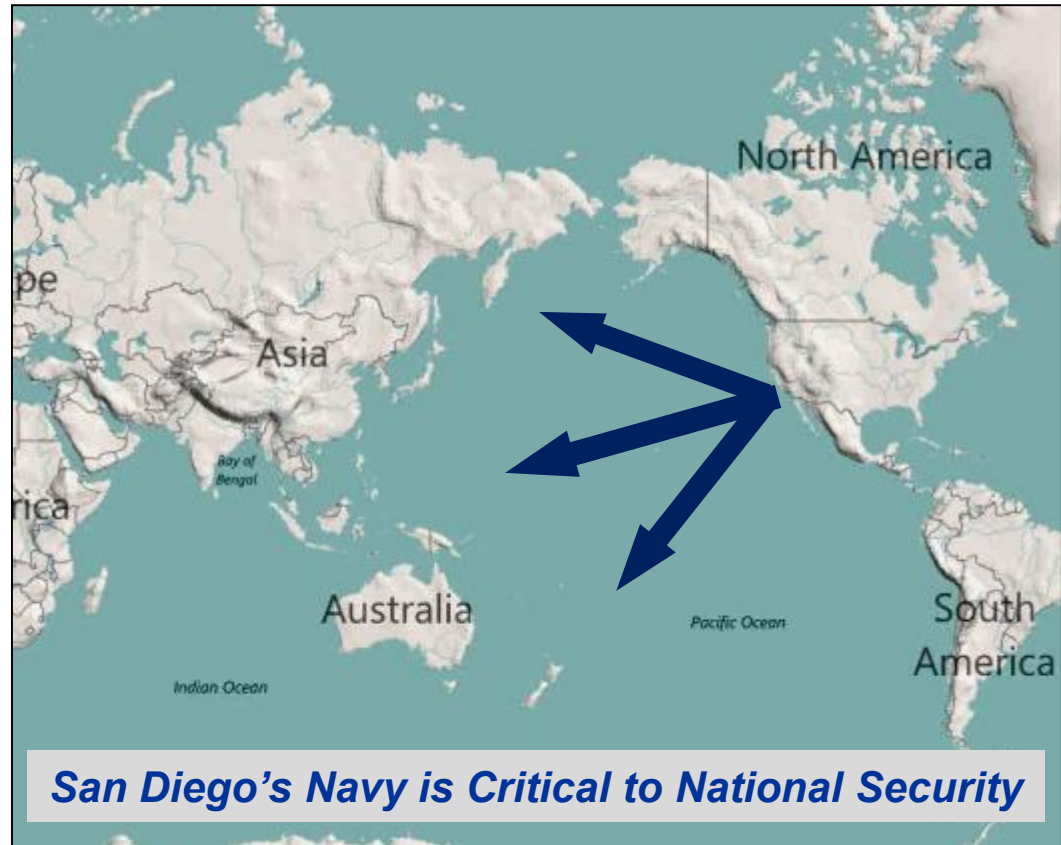 North America
pe
Asia
Bay of
Bengal
rica
Australia
Pacific Ocean
South
America
Indian Ocean
San Diego's Navy is Critical to National Security